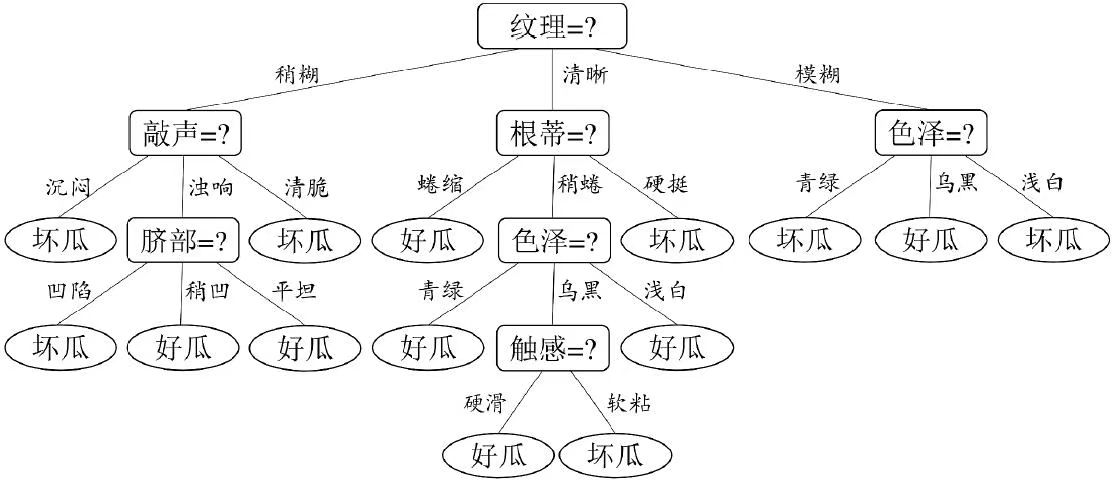 纹理=?
稍糊 清晰 模糊
敲声=? 根蒂=? 色泽=?
沉闷 浊响 清脆 蜷缩 稍蜷 硬挺 青绿 乌黑 浅白
坏瓜 脐部=? 坏瓜 好瓜 色泽=? 坏瓜 坏瓜 好瓜 坏瓜
凹陷 稍凹 平坦 青绿 乌黑 浅白
坏瓜 好瓜 好瓜 好瓜 触感=? 好瓜
硬滑 软粘
好瓜 坏瓜